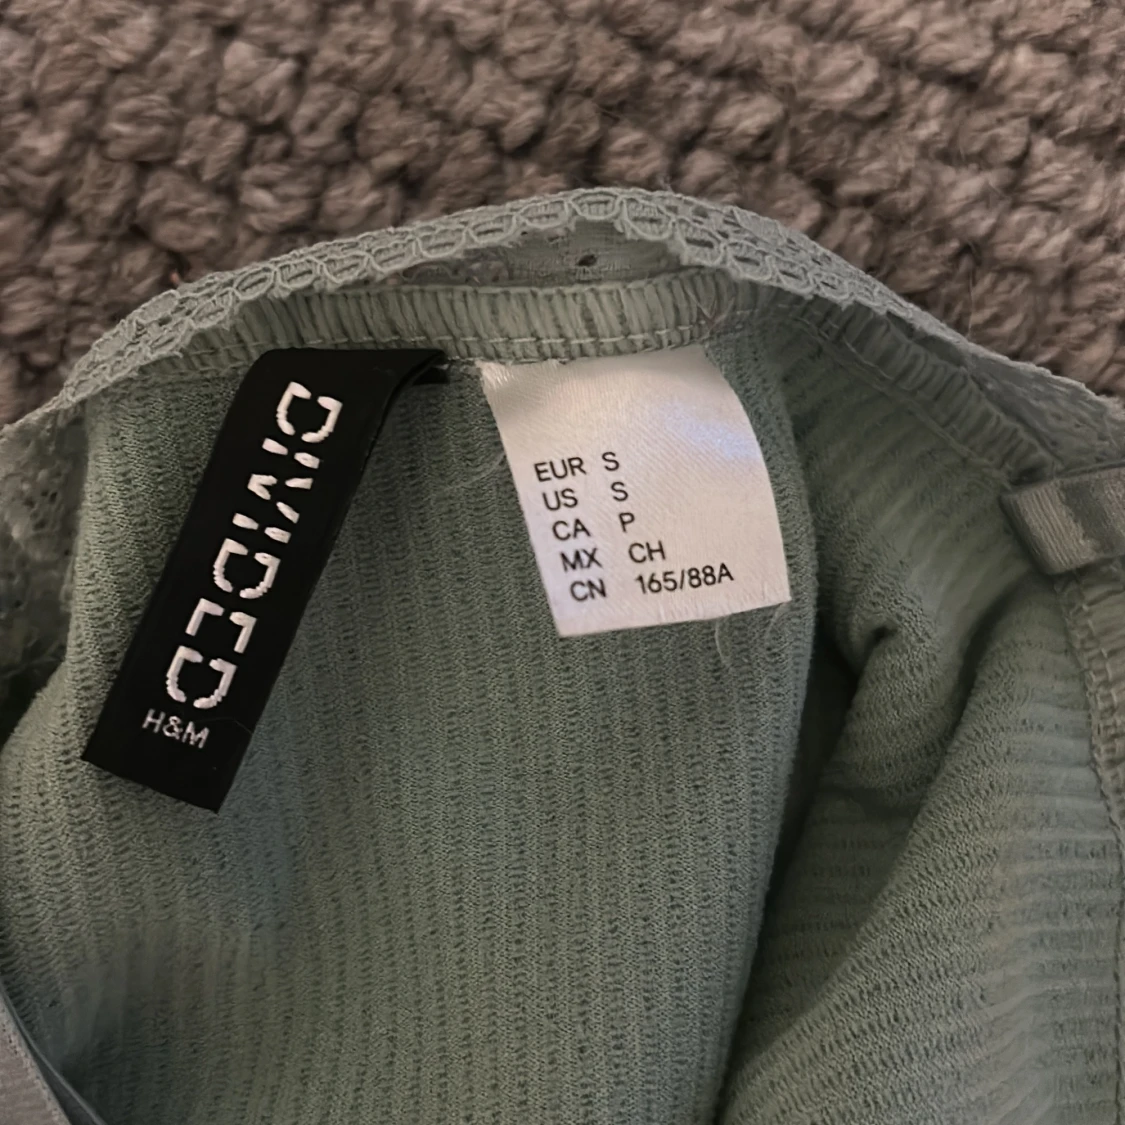 DIVIDED
H&M
EUR S
US S
CA P
MX CH
CN 165/88A